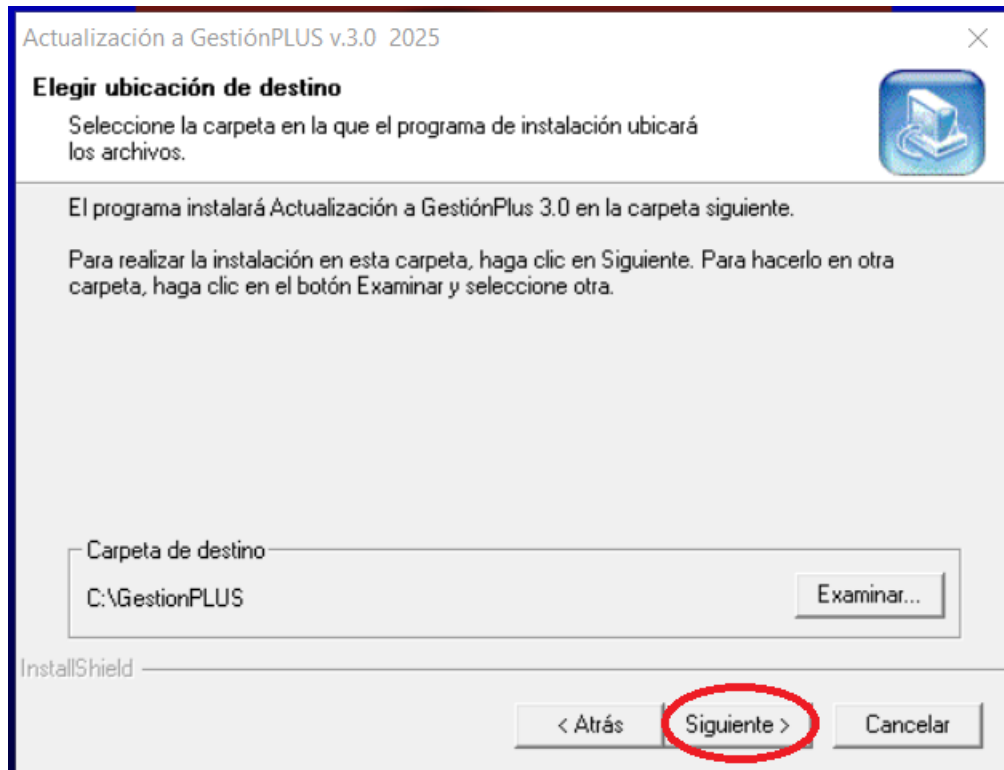 Actualización a GestiónPLUS v.3.0 2025
Elegir ubicación de destino
Seleccione la carpeta en la que el programa de instalación ubicará
los archivos.
El programa instalará Actualización a GestiónPlus 3.0 en la carpeta siguiente.
Para realizar la instalación en esta carpeta, haga clic en Siguiente. Para hacerlo en otra
carpeta, haga clic en el botón Examinar y seleccione otra.
Carpeta de destino
C:\GestionPLUS
Examinar...
InstallShield
< Atrás
Siguiente >
Cancelar